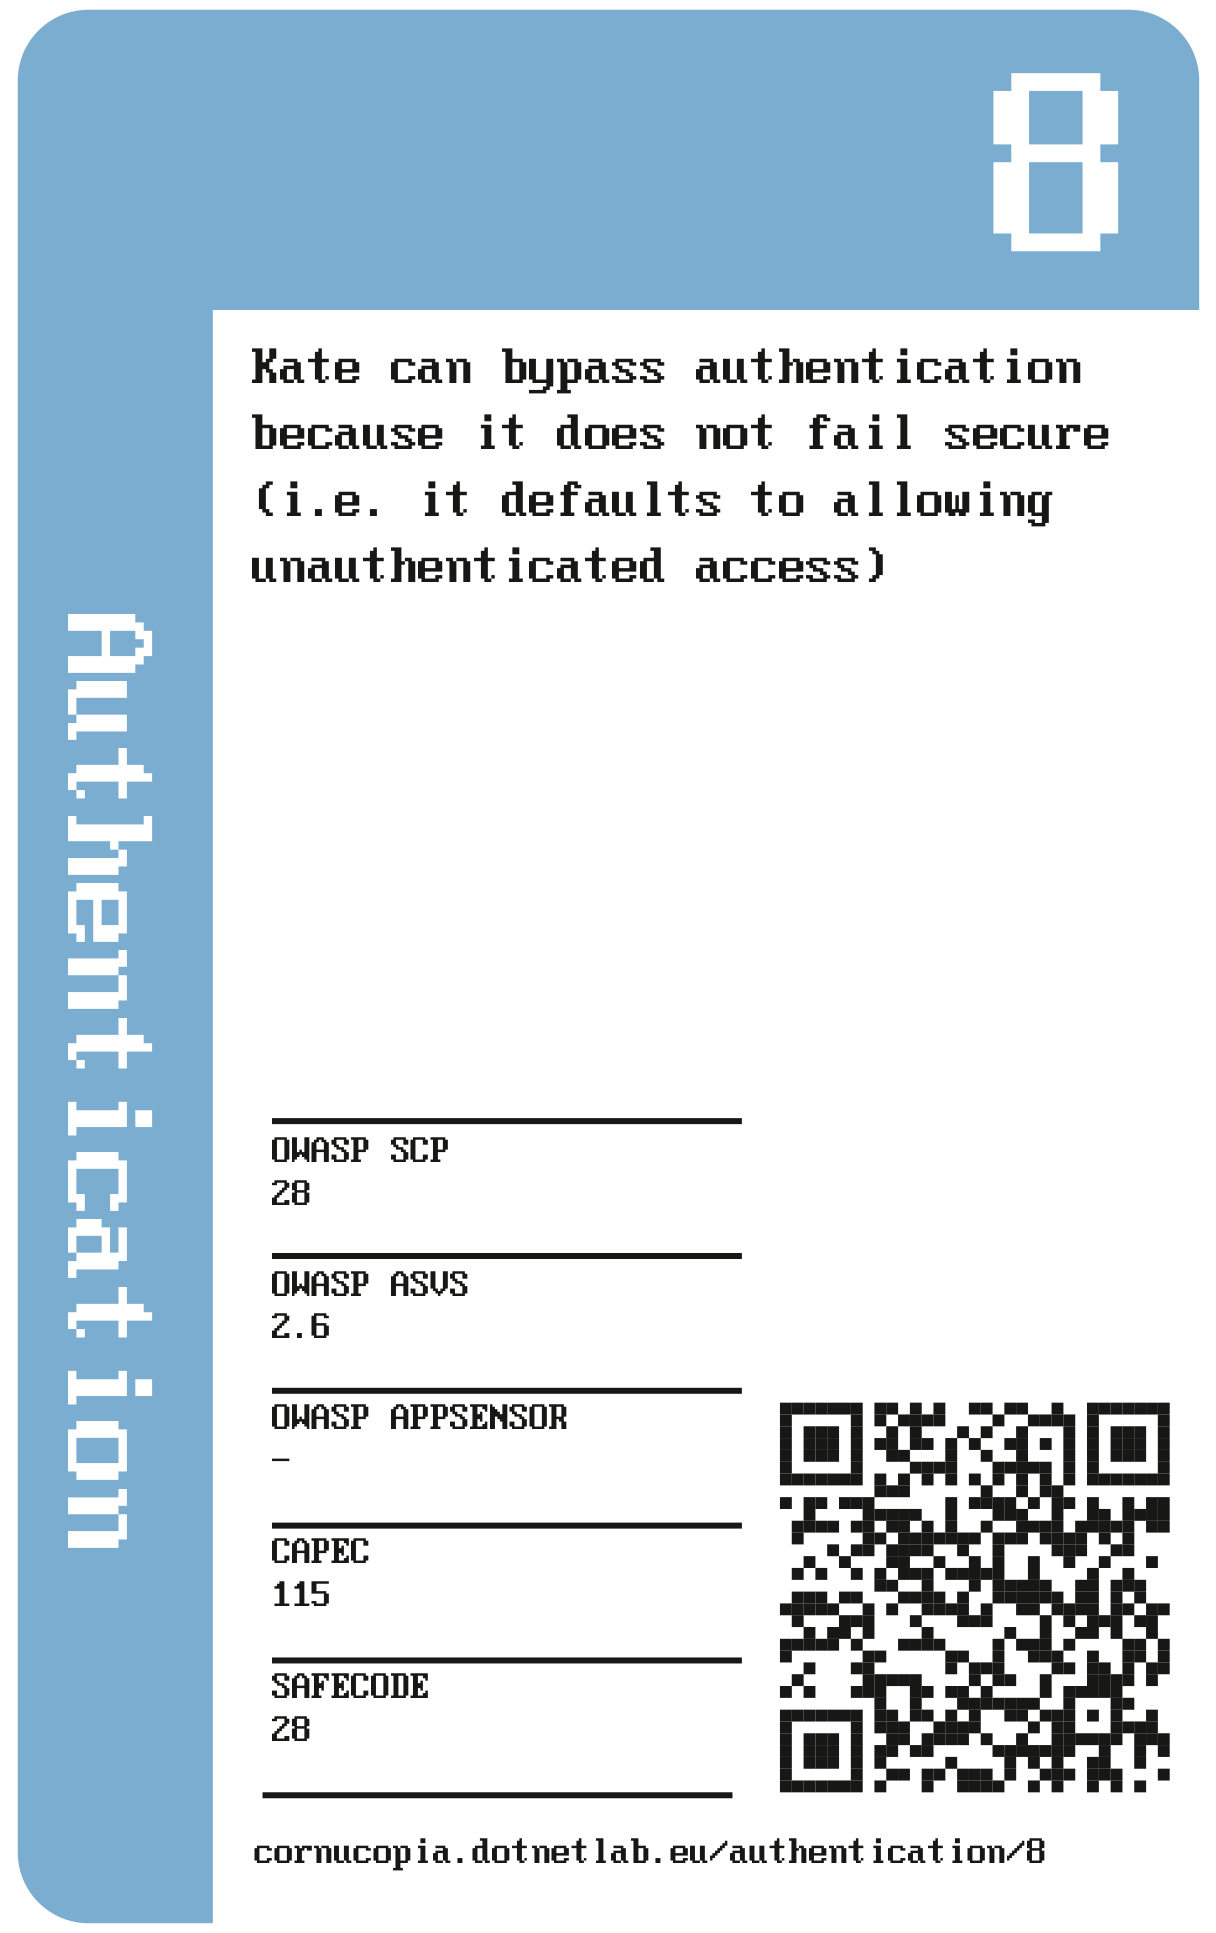 8
Authentication
Kate can bypass authentication
because it does not fail secure
(i.e. it defaults to allowing
unauthenticated access)
OWASP SCP
28
OWASP ASVS
2.6
OWASP APPSENSOR
–
CAPEC
115
SAFECODE
28
cornucopia.dotnetlab.eu/authentication/8